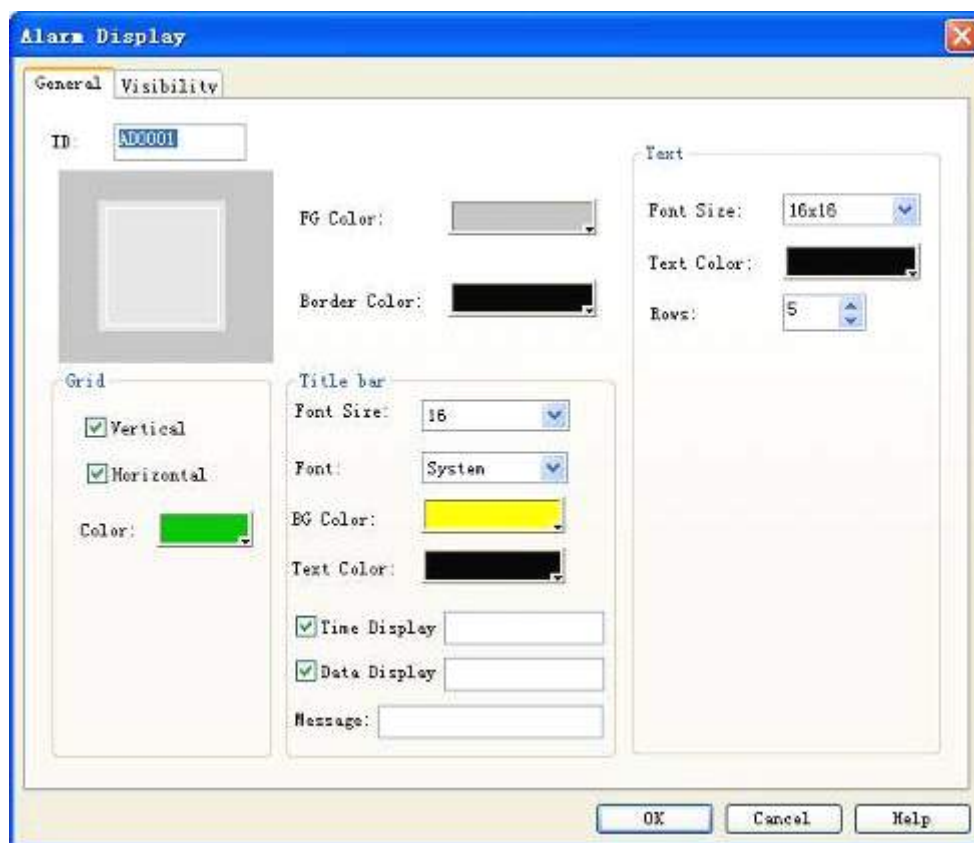 Alarm Display
General
Visibility
ID:
AD0001
FG Color:
Border Color:
Text
Font Size:
16x16
Text Color:
Rows:
5
Grid
Vertical
Horizontal
Color:
Title bar
Font Size:
16
Font:
System
BG Color:
Text Color:
Time Display
Data Display
Message:
OK
Cancel
Help